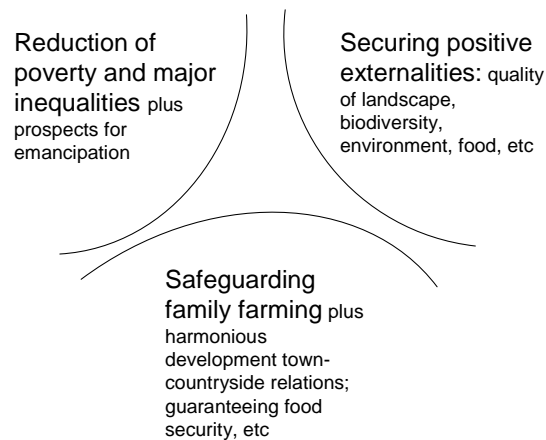 Reduction of
poverty and major
inequalities plus
prospects for
emancipation
Securing positive
externalities: quality
of landscape,
biodiversity,
environment, food, etc
Safeguarding
family farming plus
harmonious
development town-
countryside relations;
guaranteeing food
security, etc